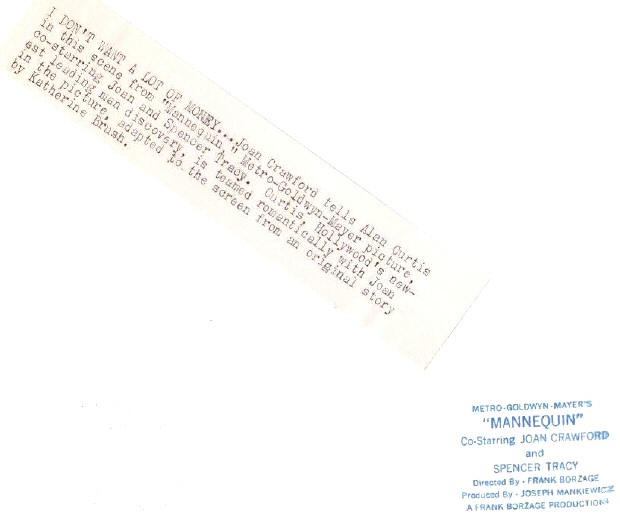 I DON'T WANT A LOT OF MONEY....Joan Crawford tells Alan Curtis
in this scene from "Mannequin," Metro-Goldwyn-Mayer picture,
co-starring Joan and Spencer Tracy. Curtis, Hollywood's new-
est leading man discovery, is teamed romantically with Joan
in the picture, adapted to the screen from an original story
by Katherine Brush.
METRO-GOLDWYN-MAYER'S
"MANNEQUIN"
Co-Starring JOAN CRAWFORD
and
SPENCER TRACY
Directed By - FRANK BORZAGE
Produced By - JOSEPH MANKIEWICZ
A FRANK BORZAGE PRODUCTION